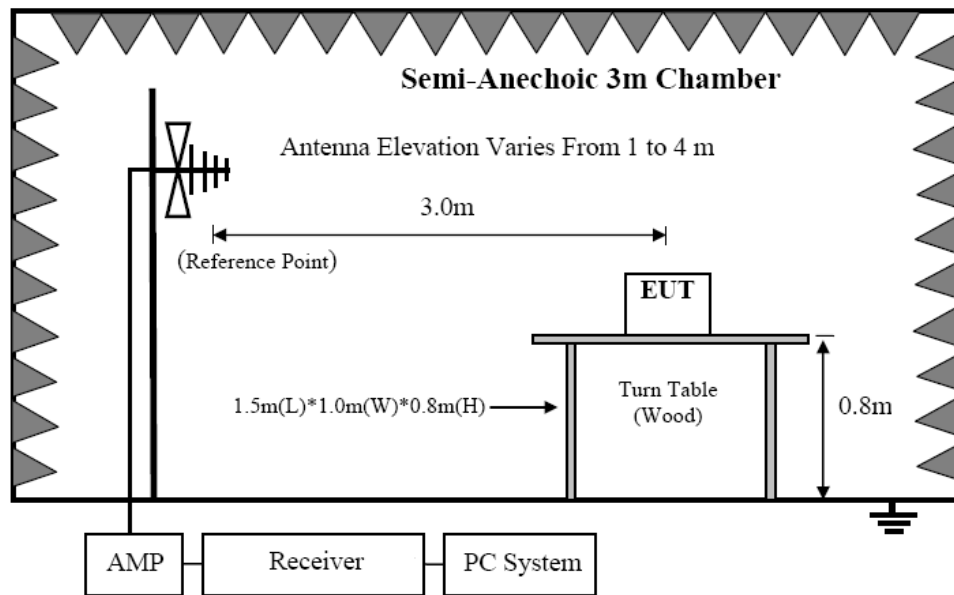 Semi-Anechoic 3m Chamber
Antenna Elevation Varies From 1 to 4 m
3.0m
(Reference Point)
EUT
1.5m(L)*1.0m(W)*0.8m(H)
Turn Table
(Wood)
0.8m
AMP
Receiver
PC System